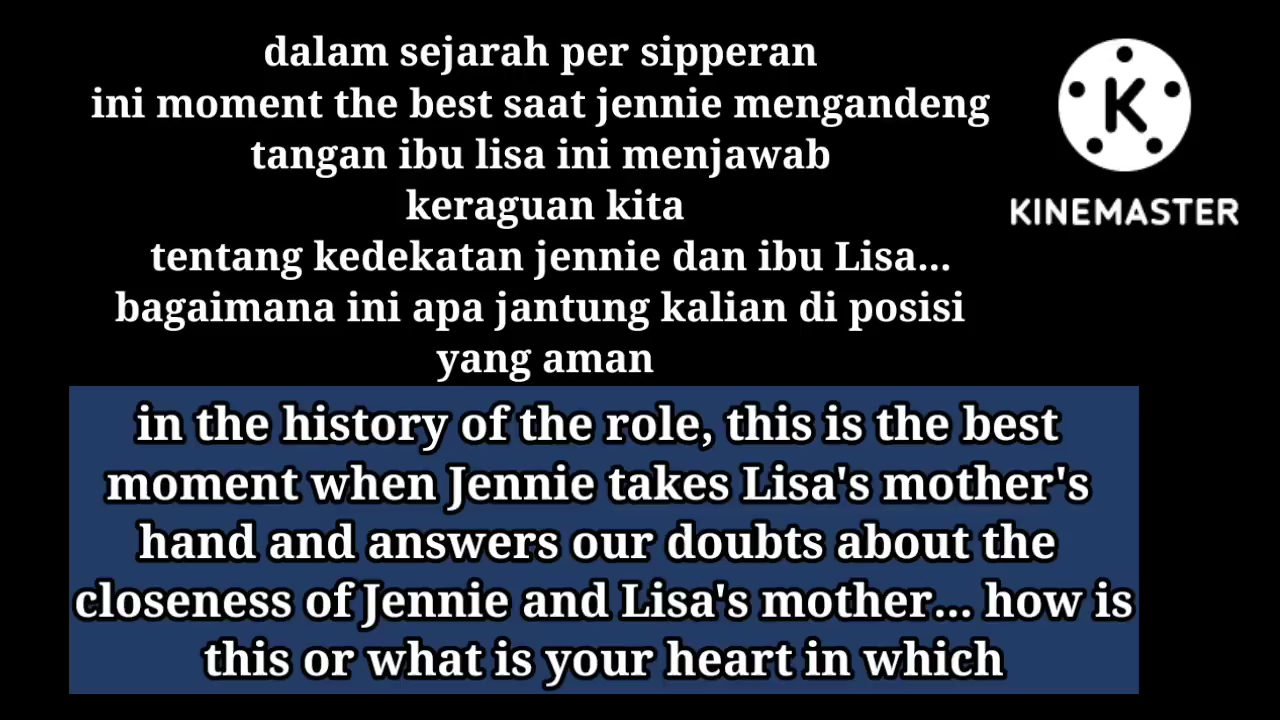 dalam sejarah per sipperan
ini moment the best saat jennie mengandeng
tangan ibu lisa ini menjawab
keraguan kita
tentang kedekatan jennie dan ibu Lisa...
bagaimana ini apa jantung kalian di posisi
yang aman
in the history of the role, this is the best
moment when Jennie takes Lisa's mother's
hand and answers our doubts about the
closeness of Jennie and Lisa's mother... how is
this or what is your heart in which
K
KINEMASTER